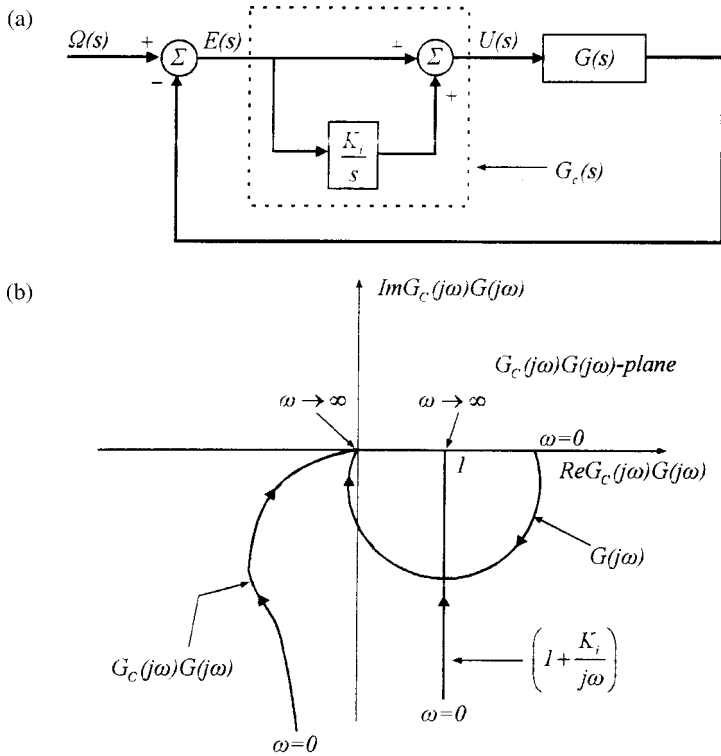 (a)
Ω(s) + Σ E(s) + Σ U(s) G(s)
−
+
K_i
s
G_c(s)
(b)
ImG_C(jω)G(jω)
G_C(jω)G(jω)-plane
ω→∞ ω→∞
ω=0
1
ReG_C(jω)G(jω)
G(jω)
G_C(jω)G(jω)
(1+K_i/jω)
ω=0 ω=0